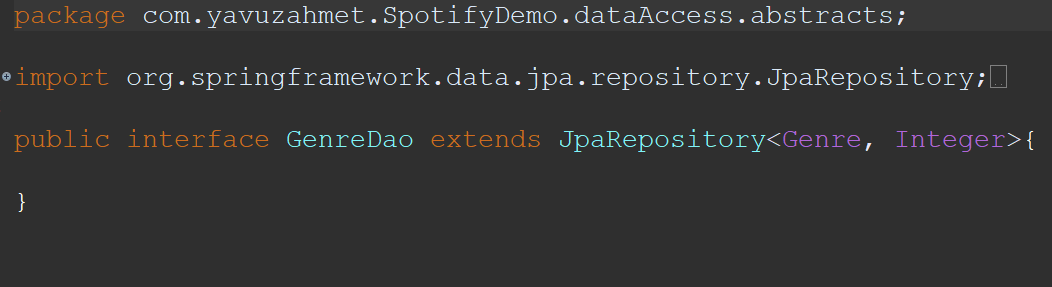 package com.yavuzahmet.SpotifyDemo.dataAccess.abstracts;
import org.springframework.data.jpa.repository.JpaRepository;
public interface GenreDao extends JpaRepository<Genre, Integer>{
}